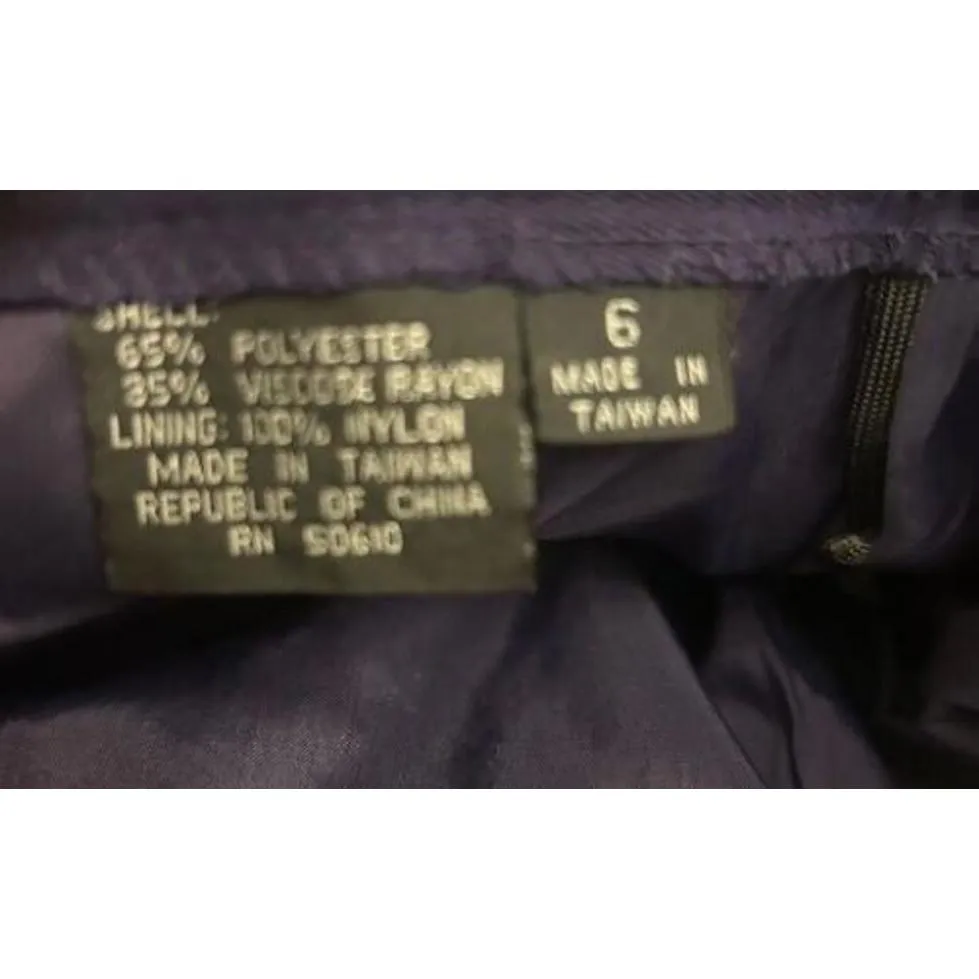 SHELL:
65% POLYESTER
35% VISCOSE RAYON
LINING: 100% NYLON
MADE IN TAIWAN
REPUBLIC OF CHINA
RN 50610
6
MADE IN
TAIWAN